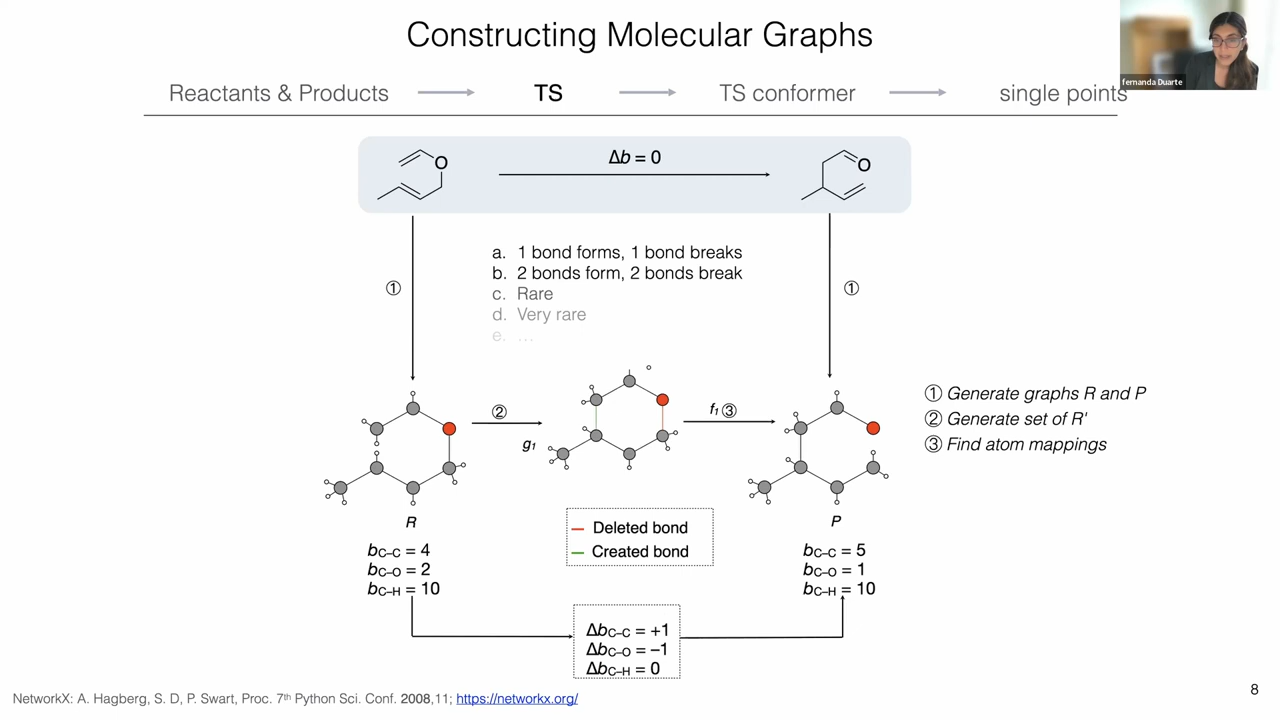 Constructing Molecular Graphs
fernanda Duarte
Reactants & Products TS TS conformer single points
Δb = 0
O
O
a. 1 bond forms, 1 bond breaks
b. 2 bonds form, 2 bonds break
c. Rare
d. Very rare
e. ...
①
①
②
g₁
f₁③
① Generate graphs R and P
② Generate set of R'
③ Find atom mappings
R
P
Deleted bond
Created bond
bC–C = 4
bC–O = 2
bC–H = 10
bC–C = 5
bC–O = 1
bC–H = 10
ΔbC–C = +1
ΔbC–O = –1
ΔbC–H = 0
NetworkX: A. Hagberg, S. D, P. Swart, Proc. 7th Python Sci. Conf. 2008,11; https://networkx.org/
8